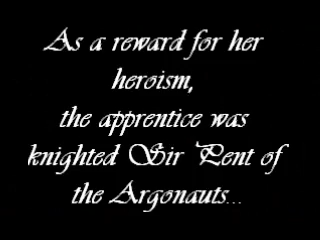 As a reward for her
heroism,
the apprentice was
knighted Sir Pent of
the Argonauts...